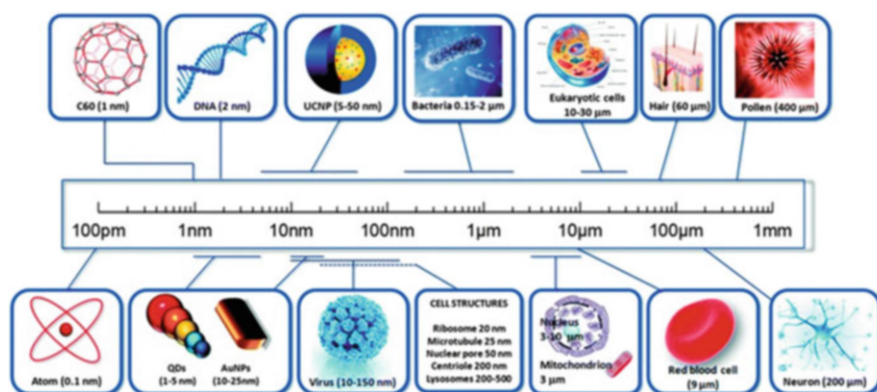 C60 (1 nm)
DNA (2 nm)
UCNP (5-50 nm)
Bacteria 0.15-2 µm
Eukaryotic cells
10-30 µm
Hair (60 µm)
Pollen (400 µm)
100pm 1nm 10nm 100nm 1µm 10µm 100µm 1mm
Atom (0.1 nm)
QDs
(1-5 nm)
AuNPs
(10-25nm)
Virus (10-150 nm)
CELL STRUCTURES
Ribosome 20 nm
Microtubule 25 nm
Nuclear pore 50 nm
Centriole 200 nm
Lysosomes 200-500
Nucleus
3-10 µm
Mitochondrion
3 µm
Red blood cell
(9 µm)
Neuron (200 µm)